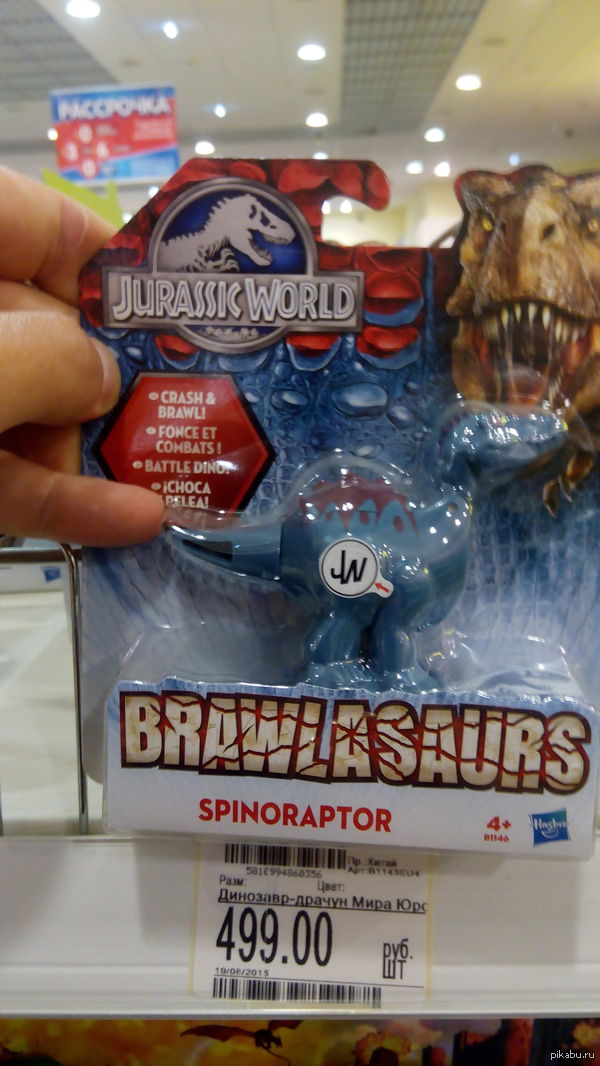 РАССРОЧКА
JURASSIC WORLD
CRASH &
BRAWL!
FONCE ET
COMBATS !
BATTLE DINO!
¡CHOCA
PELEA!
JW
BRAWLASAURS
SPINORAPTOR
4+
B1146
Hasbro
Пр. Китай
5010994860356
Арт:B1143EU4
Разм:
Цвет:
Динозавр-драчун Мира Юрс
499.00
руб.
ШТ
19/06/2015
pikabu.ru